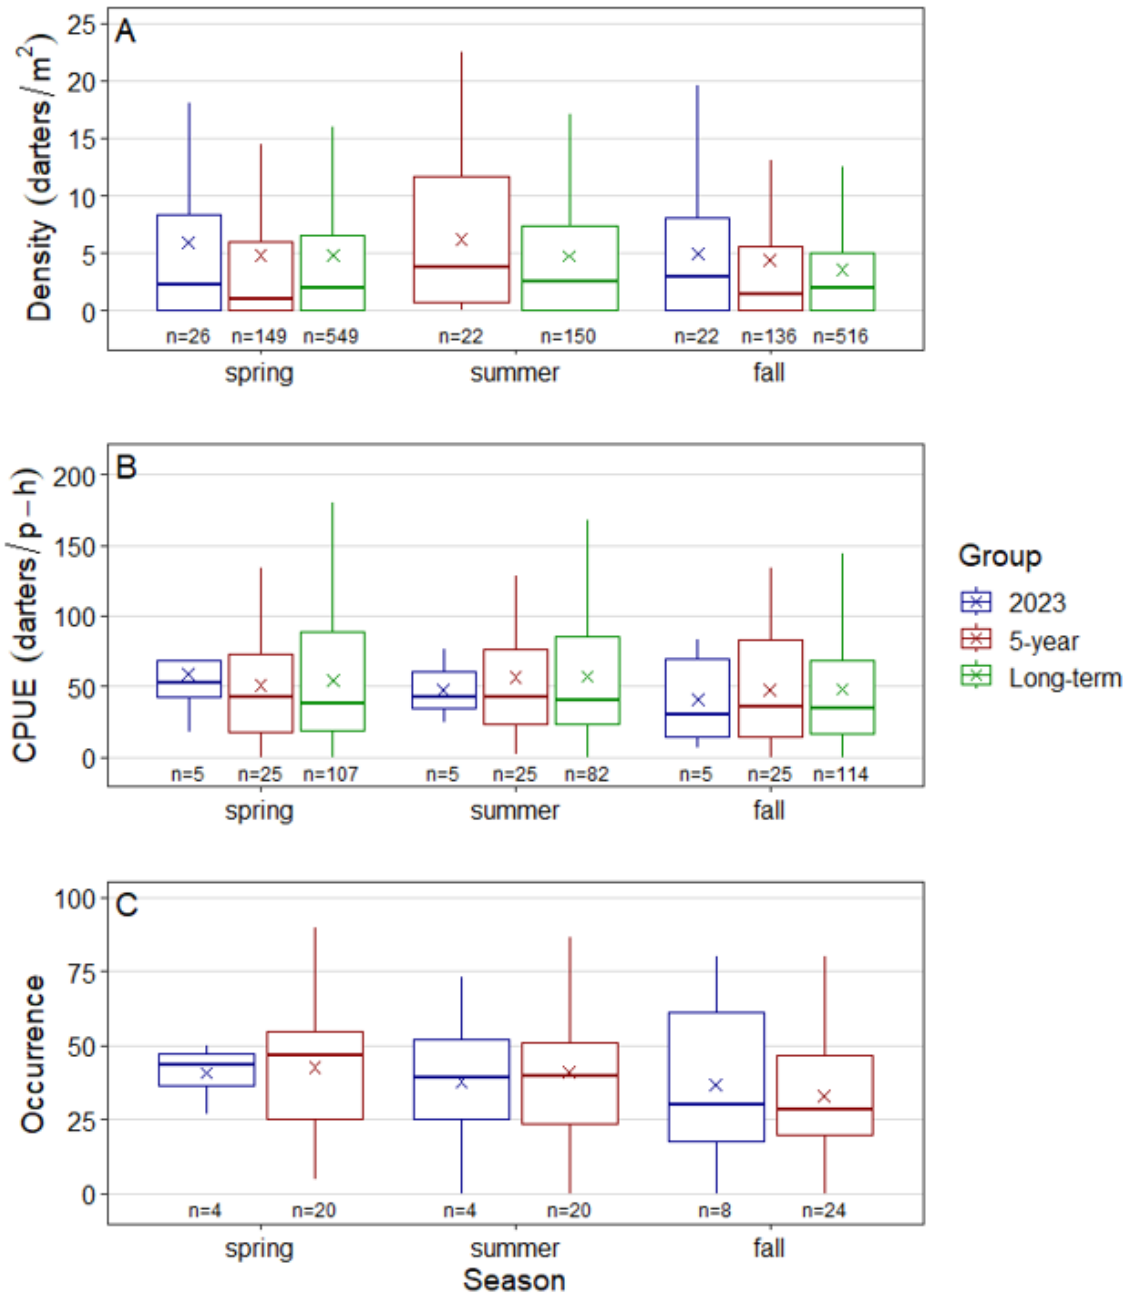 A
Density (darters/m²)
25
20
15
10
5
0
n=26 n=149 n=549 n=22 n=150 n=22 n=136 n=516
spring summer fall
B
CPUE (darters/p−h)
200
150
100
50
0
n=5 n=25 n=107 n=5 n=25 n=82 n=5 n=25 n=114
spring summer fall
Group
2023
5-year
Long-term
C
Occurrence
100
75
50
25
0
n=4 n=20 n=4 n=20 n=8 n=24
spring summer fall
Season